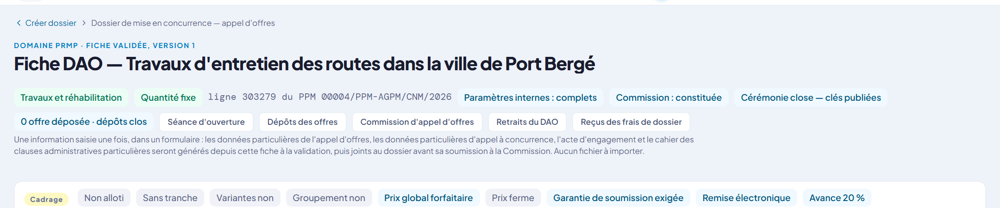 Créer dossier > Dossier de mise en concurrence — appel d'offres
DOMAINE PRMP · FICHE VALIDÉE, VERSION 1
Fiche DAO — Travaux d'entretien des routes dans la ville de Port Bergé
Travaux et réhabilitation Quantité fixe ligne 303279 du PPM 00004/PPM-AGPM/CNM/2026 Paramètres internes : complets Commission : constituée Cérémonie close — clés publiées
0 offre déposée · dépôts clos Séance d'ouverture Dépôts des offres Commission d'appel d'offres Retraits du DAO Reçus des frais de dossier
Une information saisie une fois, dans un formulaire : les données particulières de l'appel d'offres, les données particulières d'appel à concurrence, l'acte d'engagement et le cahier des
clauses administratives particulières seront générés depuis cette fiche à la validation, puis joints au dossier avant sa soumission à la Commission. Aucun fichier à importer.
Cadrage Non alloti Sans tranche Variantes non Groupement non Prix global forfaitaire Prix ferme Garantie de soumission exigée Remise électronique Avance 20 %